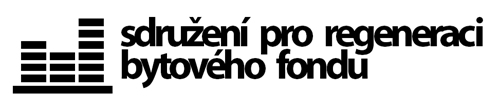 sdružení pro regeneraci
bytového fondu